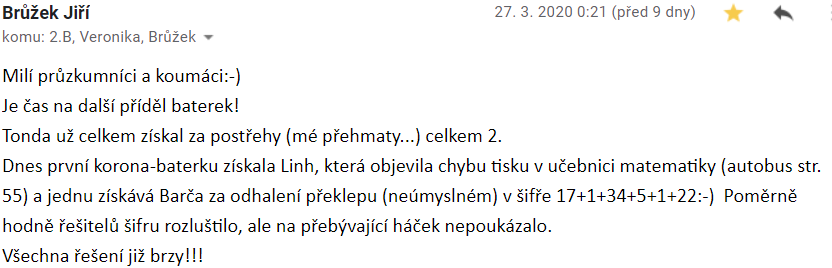 Brůžek Jiří 27. 3. 2020 0:21 (před 9 dny)
komu: 2.B, Veronika, Brůžek
Milí průzkumníci a koumáci:-)
Je čas na další příděl baterek!
Tonda už celkem získal za postřehy (mé přehmaty...) celkem 2.
Dnes první korona-baterku získala Linh, která objevila chybu tisku v učebnici matematiky (autobus str.
55) a jednu získává Barča za odhalení překlepu (neúmyslném) v šifře 17+1+34+5+1+22:-) Poměrně
hodně řešitelů šifru rozluštilo, ale na přebývající háček nepoukázalo.
Všechna řešení již brzy!!!